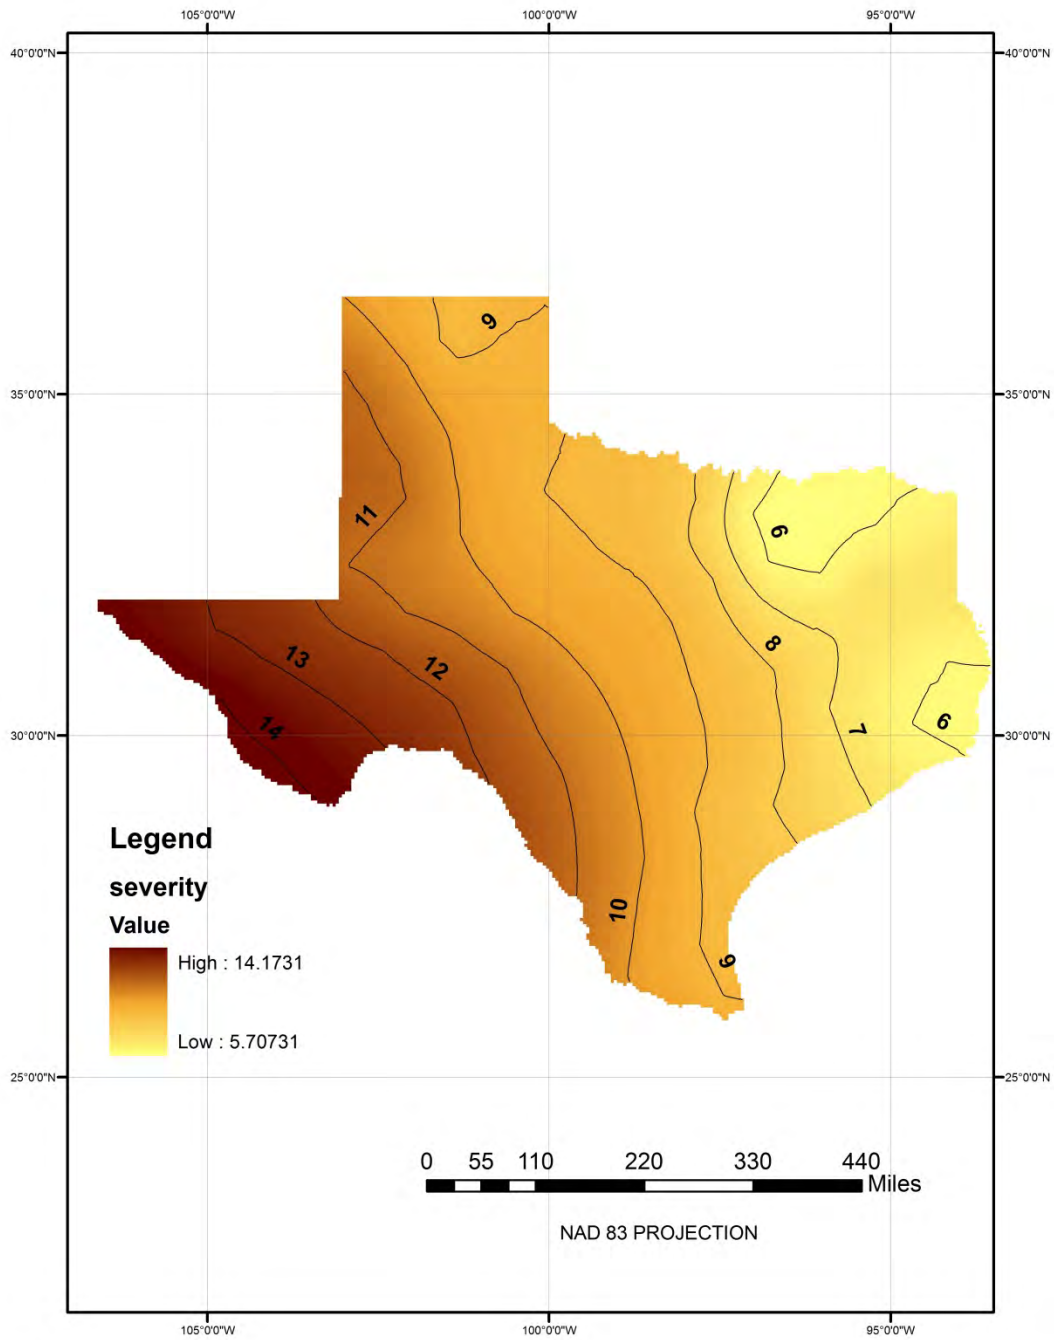 105°0'0"W 100°0'0"W 95°0'0"W
40°0'0"N 40°0'0"N
9
35°0'0"N 35°0'0"N
11
6
8
13
12
6
14
7
30°0'0"N 30°0'0"N
Legend
severity
Value
High : 14.1731
Low : 5.70731
10
9
25°0'0"N 25°0'0"N
0 55 110 220 330 440
Miles
NAD 83 PROJECTION
105°0'0"W 100°0'0"W 95°0'0"W